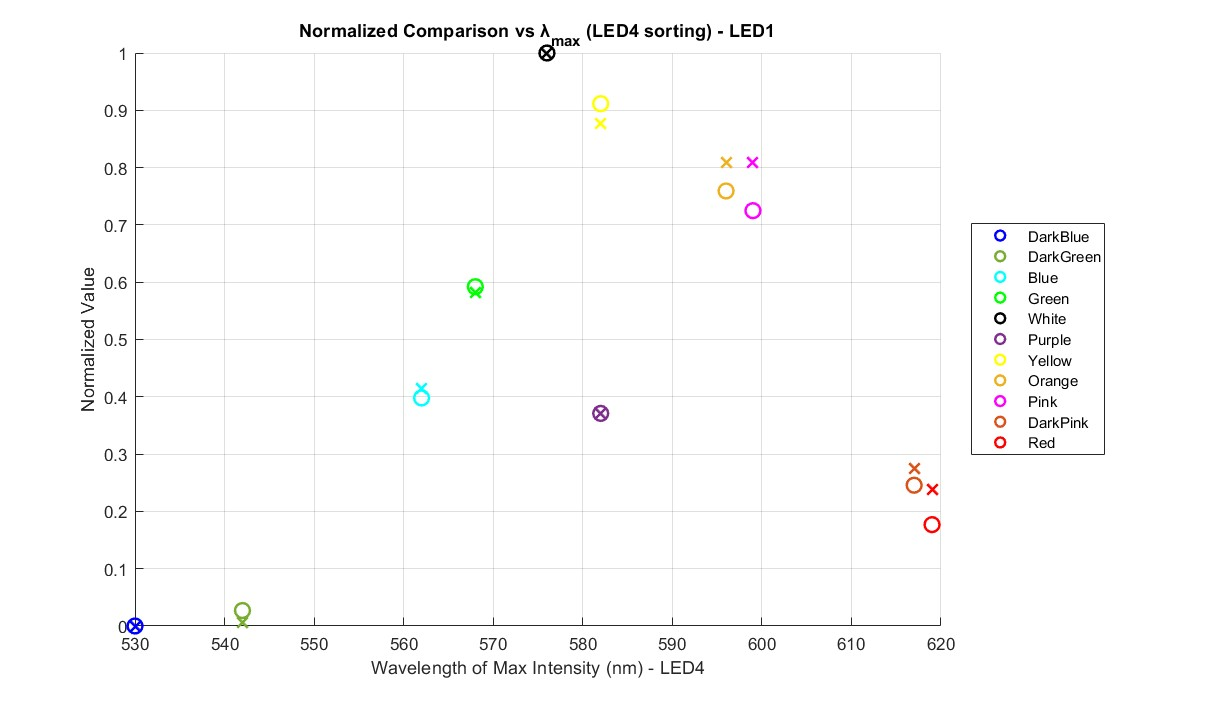 Normalized Comparison vs λmax (LED4 sorting) - LED1
1
0.9
0.8
0.7
0.6
0.5
0.4
0.3
0.2
0.1
0
Normalized Value
530 540 550 560 570 580 590 600 610 620
Wavelength of Max Intensity (nm) - LED4
DarkBlue
DarkGreen
Blue
Green
White
Purple
Yellow
Orange
Pink
DarkPink
Red